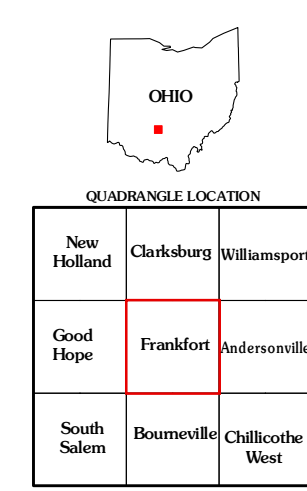 OHIO
QUADRANGLE LOCATION
New
Holland
Clarksburg
Williamsport
Good
Hope
Frankfort
Andersonville
South
Salem
Bourneville
Chillicothe
West